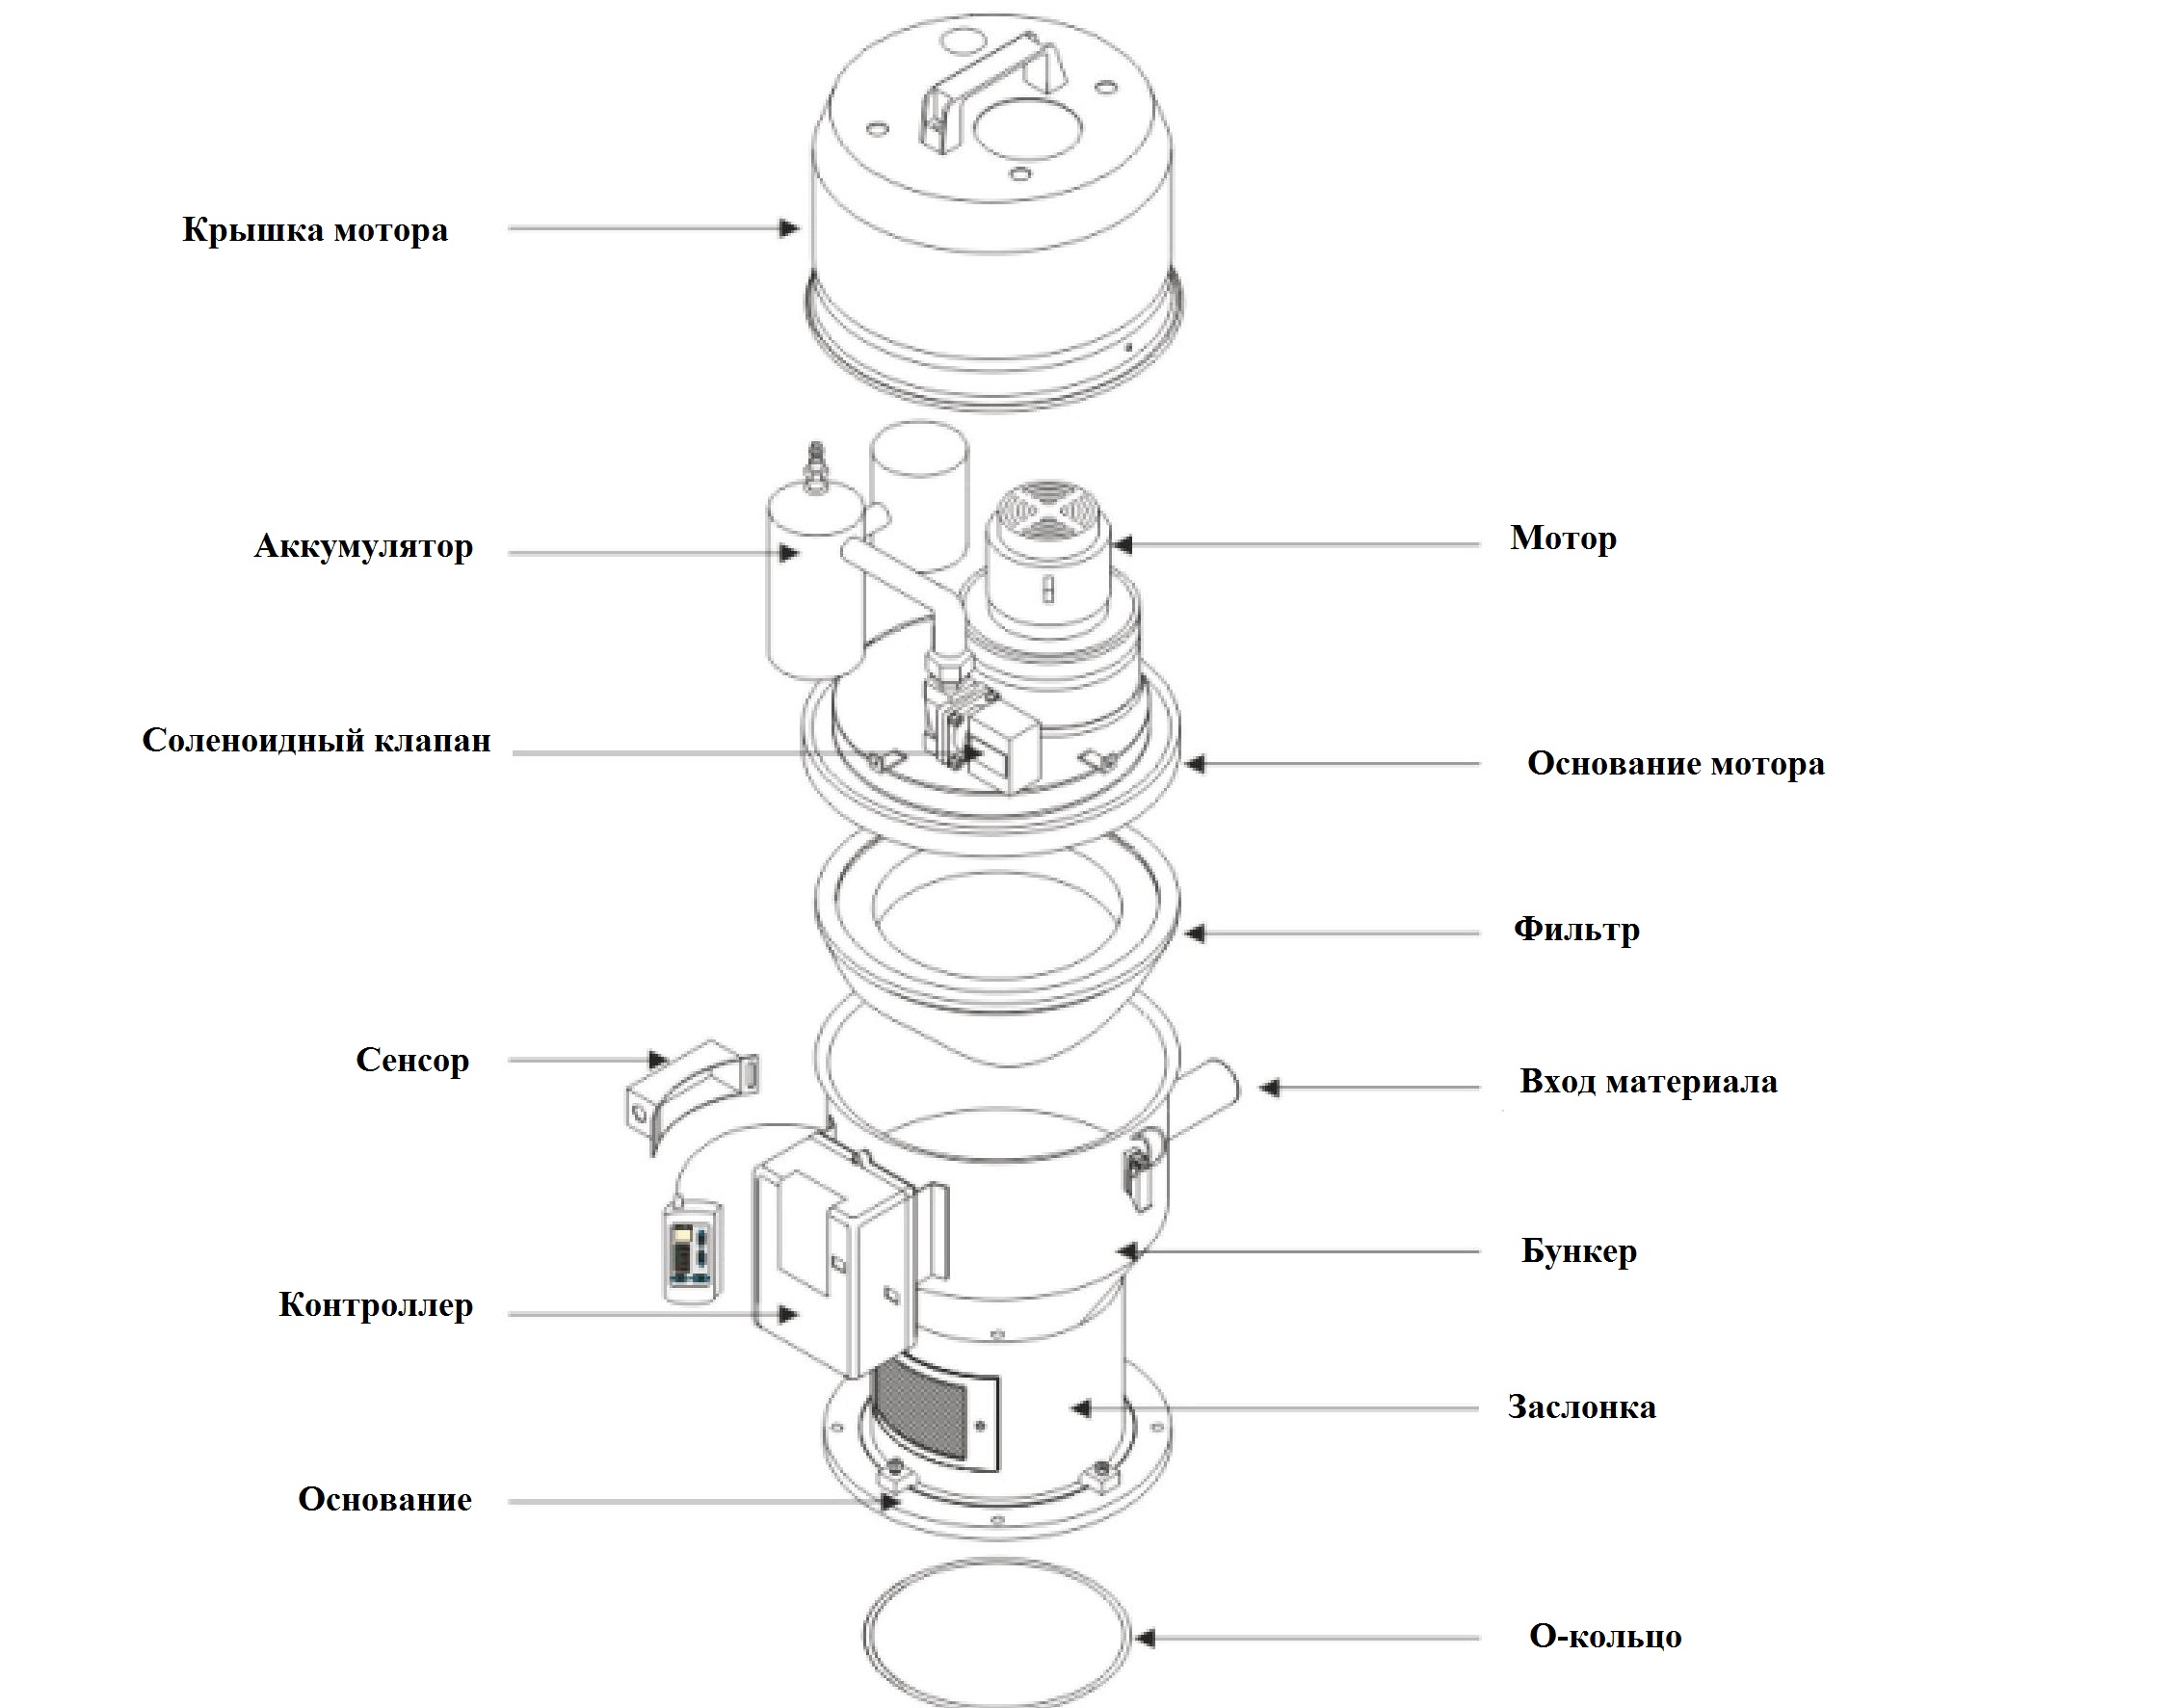 Крышка мотора
Аккумулятор
Мотор
Соленоидный клапан
Основание мотора
Фильтр
Сенсор
Вход материала
Бункер
Контроллер
Заслонка
Основание
О-кольцо